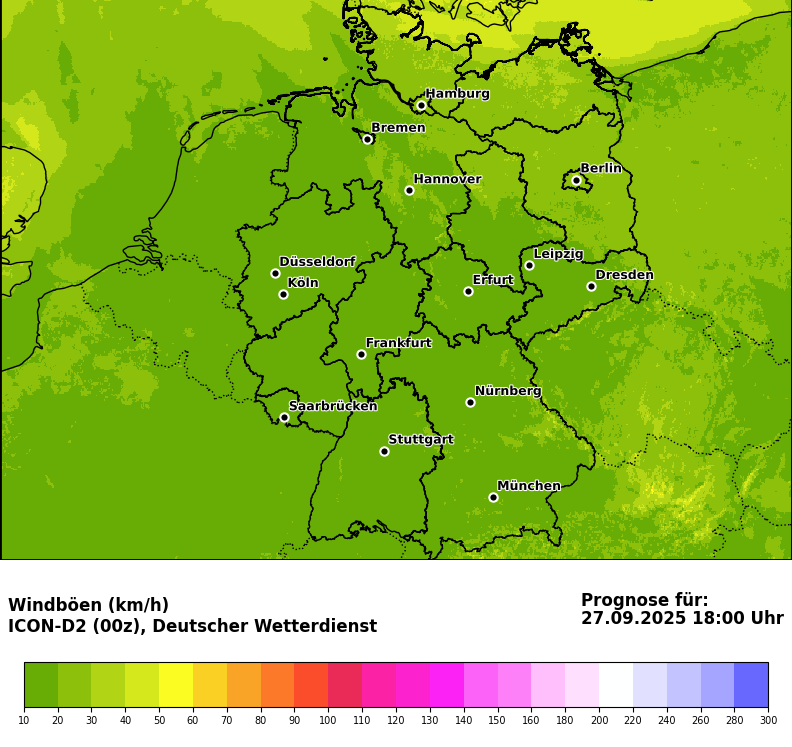 Hamburg
Bremen
Berlin
Hannover
Leipzig
Düsseldorf
Dresden
Erfurt
Köln
Frankfurt
Nürnberg
Saarbrücken
Stuttgart
München
Windböen (km/h)
ICON-D2 (00z), Deutscher Wetterdienst
Prognose für:
27.09.2025 18:00 Uhr
10 20 30 40 50 60 70 80 90 100 110 120 130 140 150 160 180 200 220 240 260 280 300